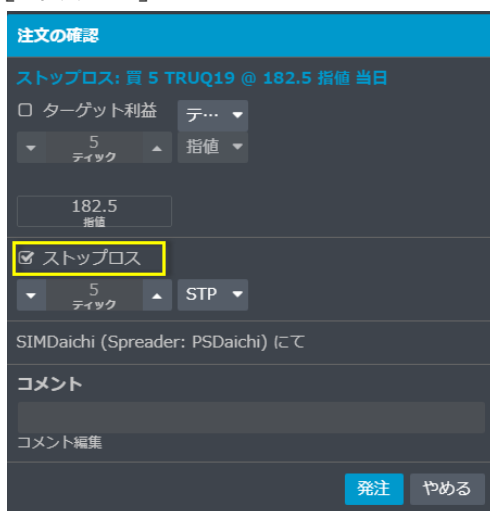 注文の確認
ストップロス: 買 5 TRUQ19 @ 182.5 指値 当日
ターゲット利益 テ…
5 指値
ティック
182.5
指値
ストップロス
5 STP
ティック
SIMDaichi (Spreader: PSDaichi) にて
コメント
コメント編集
発注 やめる